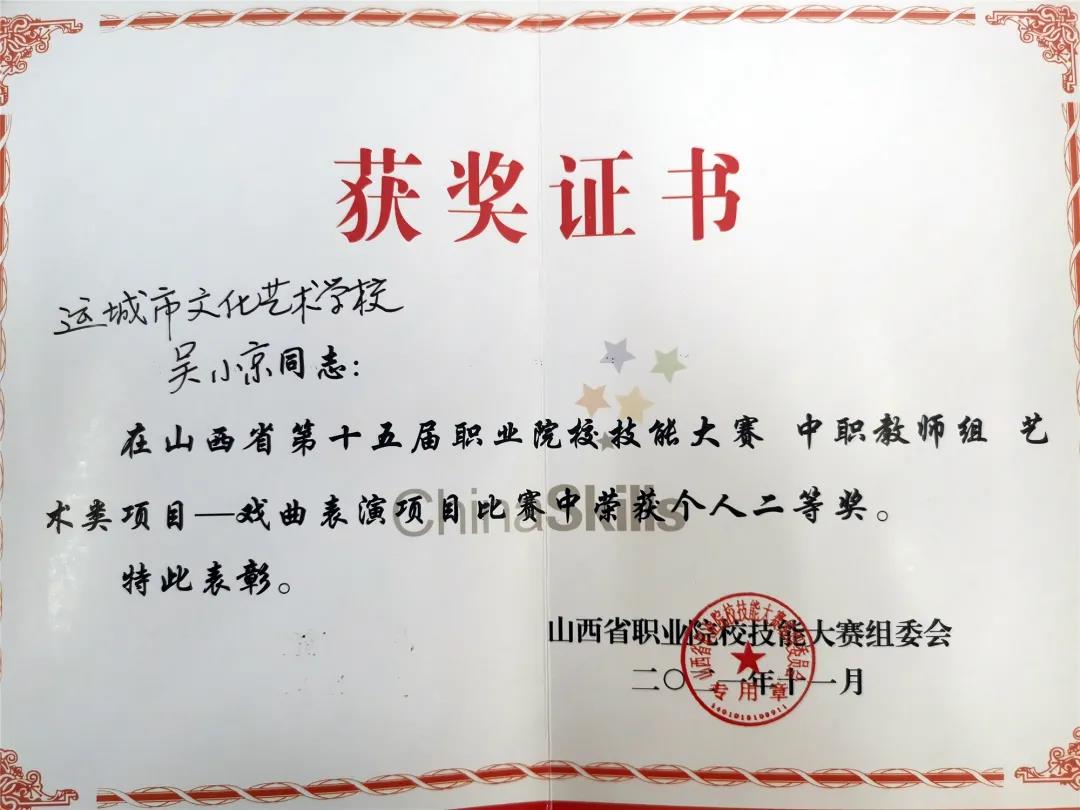 获奖证书
运城市文化艺术学校
吴小京同志：
在山西省第十五届职业院校技能大赛 中职教师组 艺
术类项目—戏曲表演项目比赛中荣获个人二等奖。
ChinaSkills
特此表彰。
山西省职业院校技能大赛组委会
二〇二一年十一月
专用章